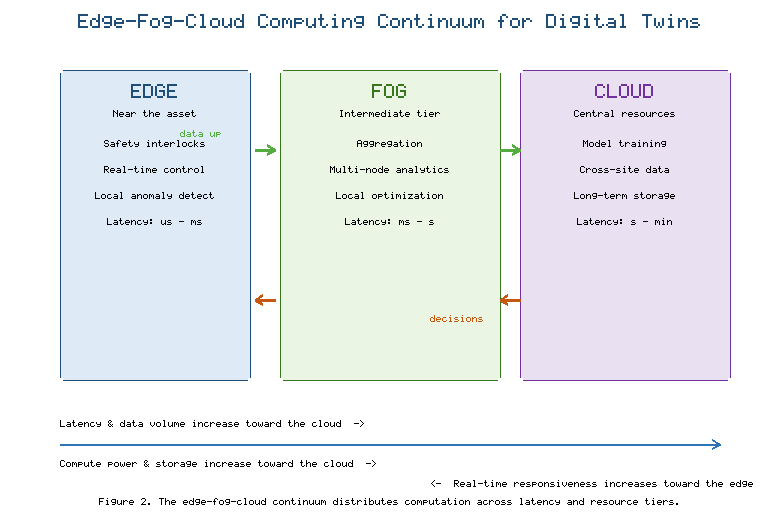 Edge-Fog-Cloud Computing Continuum for Digital Twins
EDGE
Near the asset
data up
Safety interlocks
Real-time control
Local anomaly detect
Latency: us - ms
FOG
Intermediate tier
Aggregation
Multi-node analytics
Local optimization
Latency: ms - s
decisions
CLOUD
Central resources
Model training
Cross-site data
Long-term storage
Latency: s - min
Latency & data volume increase toward the cloud ->
Compute power & storage increase toward the cloud ->
<- Real-time responsiveness increases toward the edge
Figure 2. The edge-fog-cloud continuum distributes computation across latency and resource tiers.